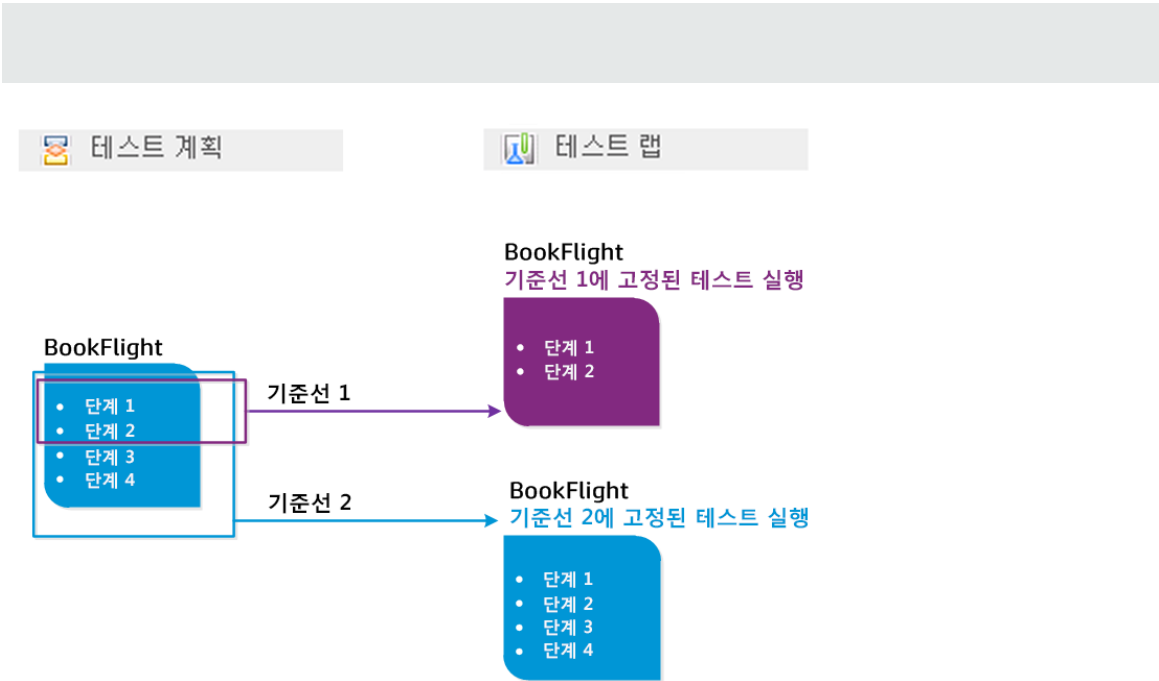 테스트 계획
테스트 랩
BookFlight
기준선 1에 고정된 테스트 실행
• 단계 1
• 단계 2
BookFlight
• 단계 1
• 단계 2
• 단계 3
• 단계 4
기준선 1
기준선 2
BookFlight
기준선 2에 고정된 테스트 실행
• 단계 1
• 단계 2
• 단계 3
• 단계 4